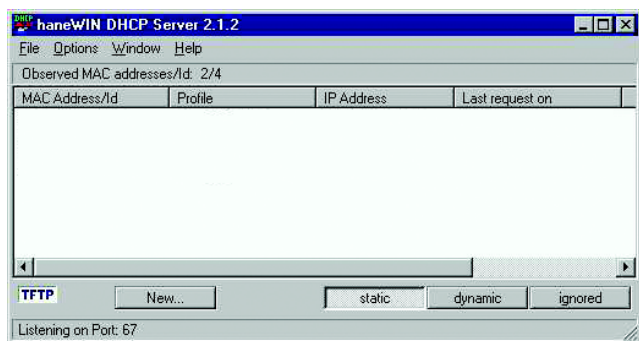 DHCP haneWIN DHCP Server 2.1.2
File Options Window Help
Observed MAC addresses/Id: 2/4
MAC Address/Id Profile IP Address Last request on
TFTP New... static dynamic ignored
Listening on Port: 67